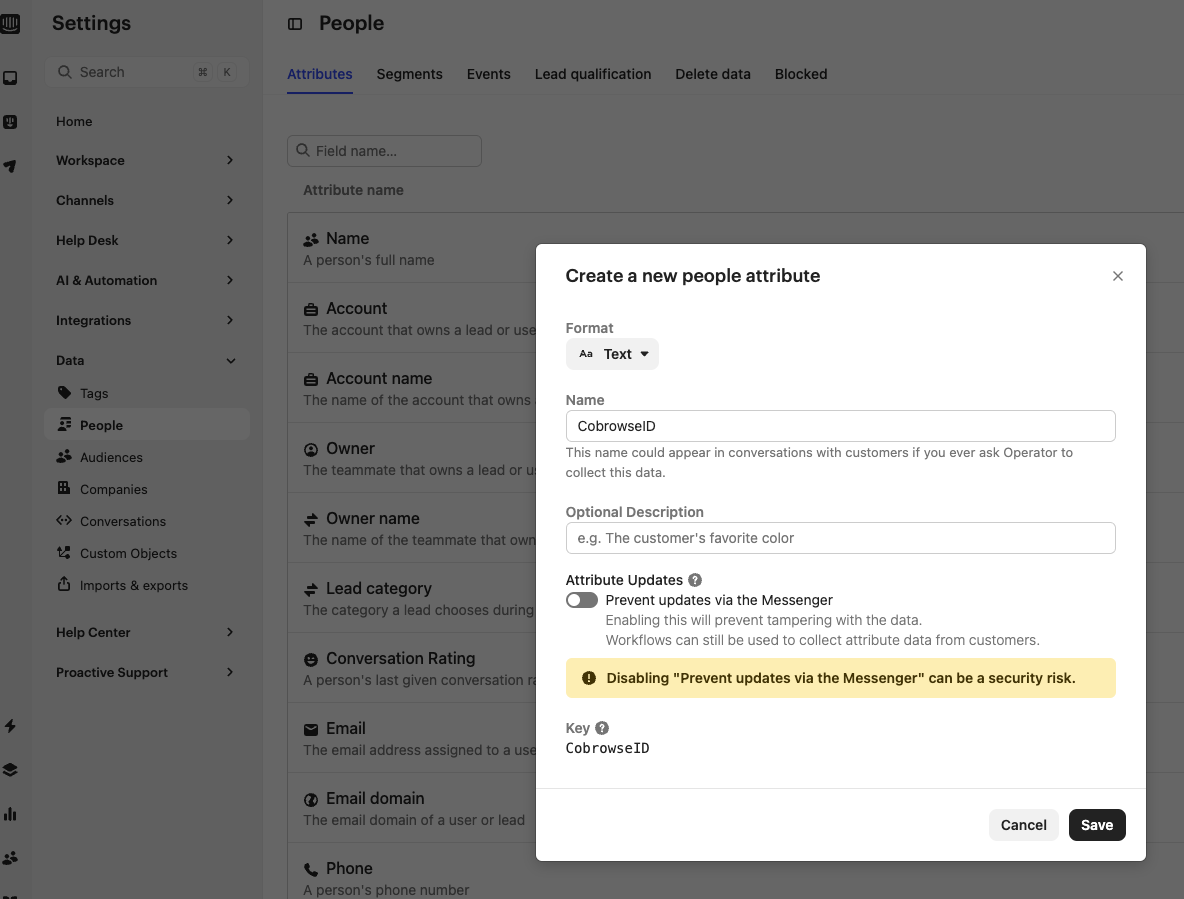 Settings
People
Search
⌘ K
Attributes Segments Events Lead qualification Delete data Blocked
Home
Workspace
Channels
Help Desk
AI & Automation
Integrations
Data
Tags
People
Audiences
Companies
Conversations
Custom Objects
Imports & exports
Help Center
Proactive Support
Field name...
Attribute name
Name
A person's full name
Account
The account that owns a lead or use
Account name
The name of the account that owns
Owner
The teammate that owns a lead or us
Owner name
The name of the teammate that own
Lead category
The category a lead chooses during
Conversation Rating
A person's last given conversation ra
Email
The email address assigned to a use
Email domain
The email domain of a user or lead
Phone
A person's phone number
Create a new people attribute
Format
Aa Text
Name
CobrowseID
This name could appear in conversations with customers if you ever ask Operator to
collect this data.
Optional Description
e.g. The customer's favorite color
Attribute Updates ?
Prevent updates via the Messenger
Enabling this will prevent tampering with the data.
Workflows can still be used to collect attribute data from customers.
Disabling "Prevent updates via the Messenger" can be a security risk.
Key ?
CobrowseID
Cancel Save